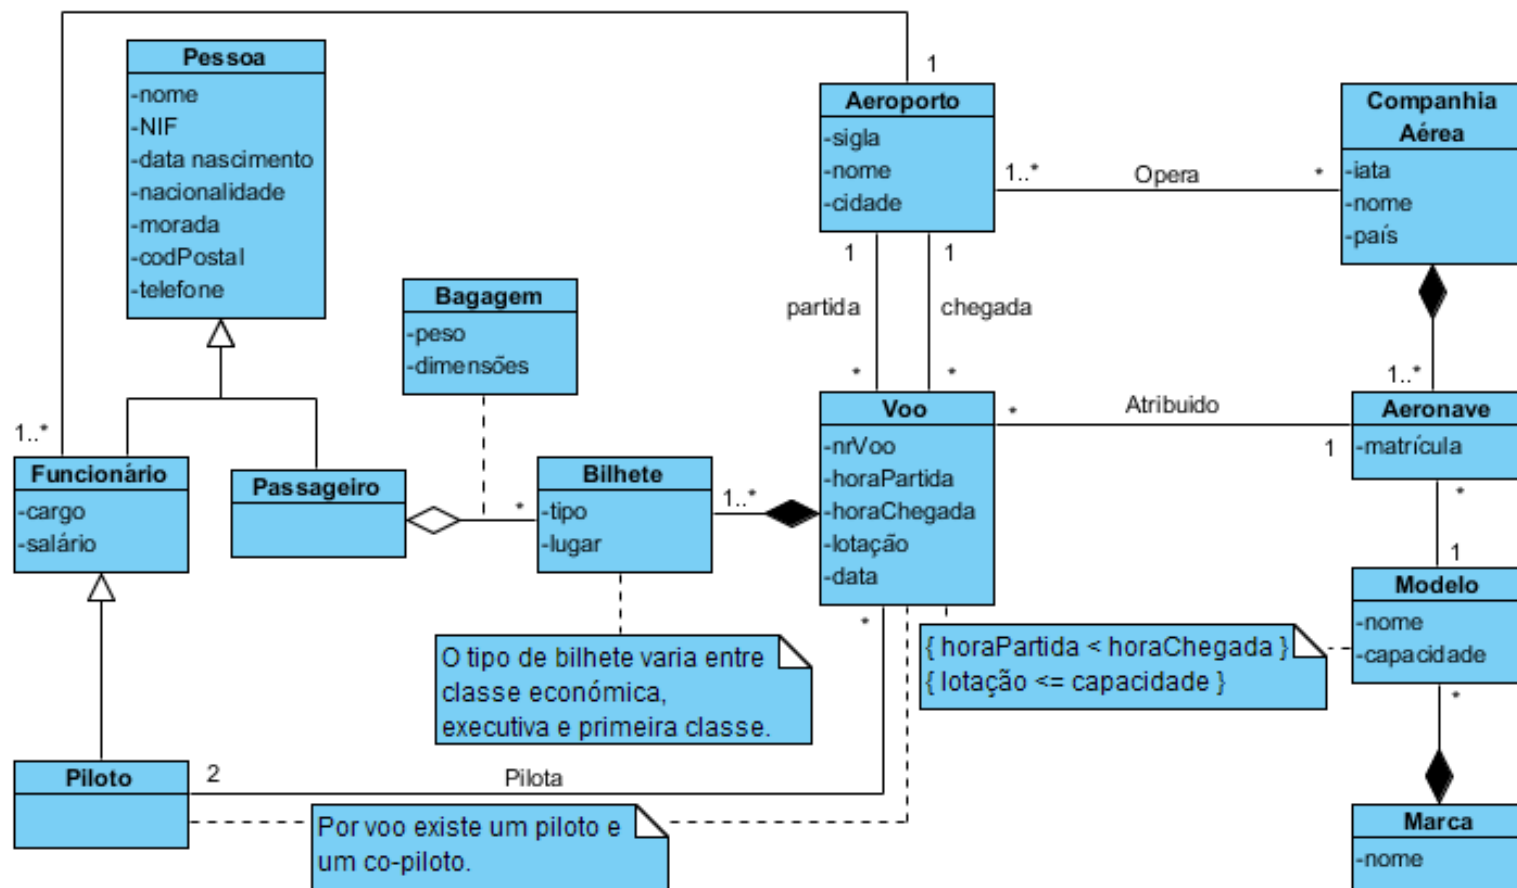 Pessoa
-nome
-NIF
-data nascimento
-nacionalidade
-morada
-codPostal
-telefone
1
Aeroporto
-sigla
-nome
-cidade
1..*
Opera
*
Companhia
Aérea
-iata
-nome
-país
1
1
partida
chegada
*
*
1..*
Bagagem
-peso
-dimensões
1..*
Funcionário
-cargo
-salário
Passageiro
*
Bilhete
-tipo
-lugar
1..*
Voo
-nrVoo
-horaPartida
-horaChegada
-lotação
-data
*
Atribuido
1
Aeronave
-matrícula
*
1
Modelo
-nome
-capacidade
*
*
{ horaPartida < horaChegada }
{ lotação <= capacidade }
O tipo de bilhete varia entre
classe económica,
executiva e primeira classe.
Piloto
2
Pilota
Por voo existe um piloto e
um co-piloto.
Marca
-nome